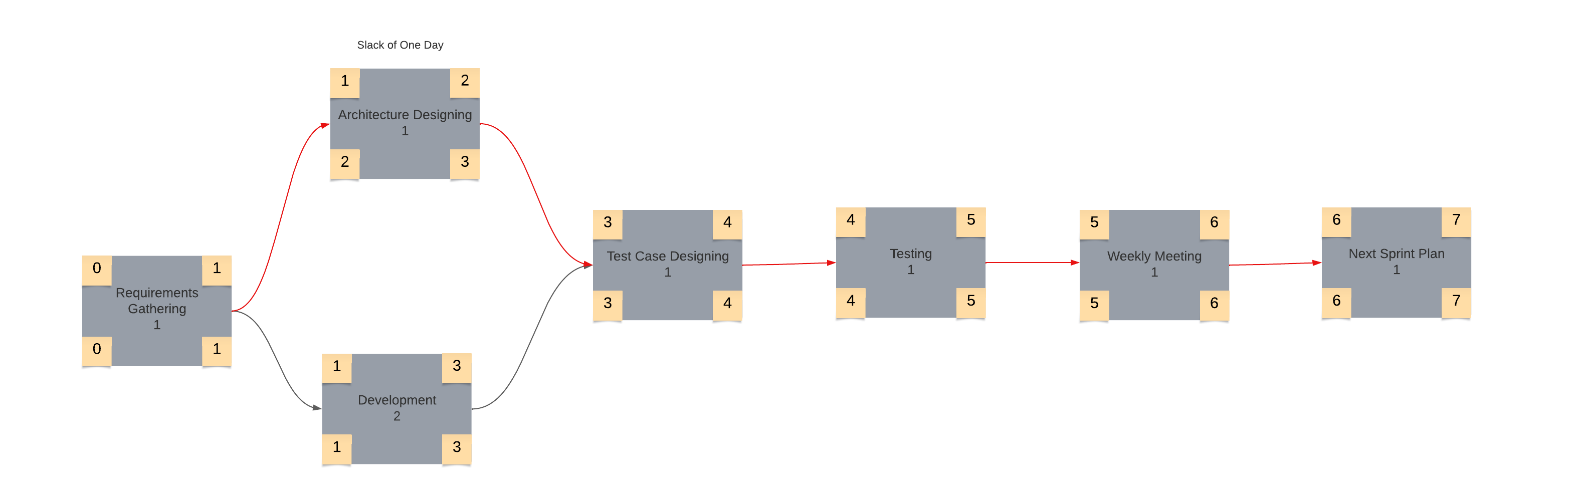 Slack of One Day
1 2
Architecture Designing
1
2 3
0 1
Requirements
Gathering
1
0 1
1 3
Development
2
1 3
3 4
Test Case Designing
1
3 4
4 5
Testing
1
4 5
5 6
Weekly Meeting
1
5 6
6 7
Next Sprint Plan
1
6 7